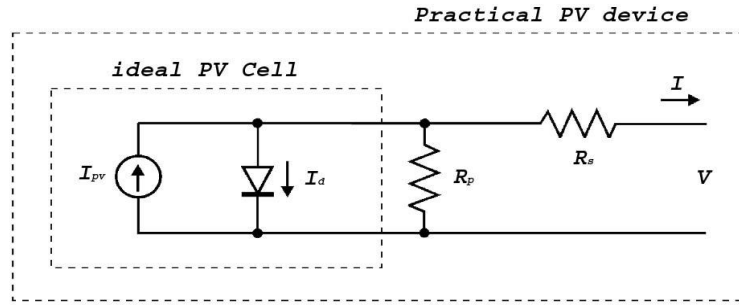 Practical PV device
ideal PV Cell
I
Ipv
Id
Rp
Rs
V